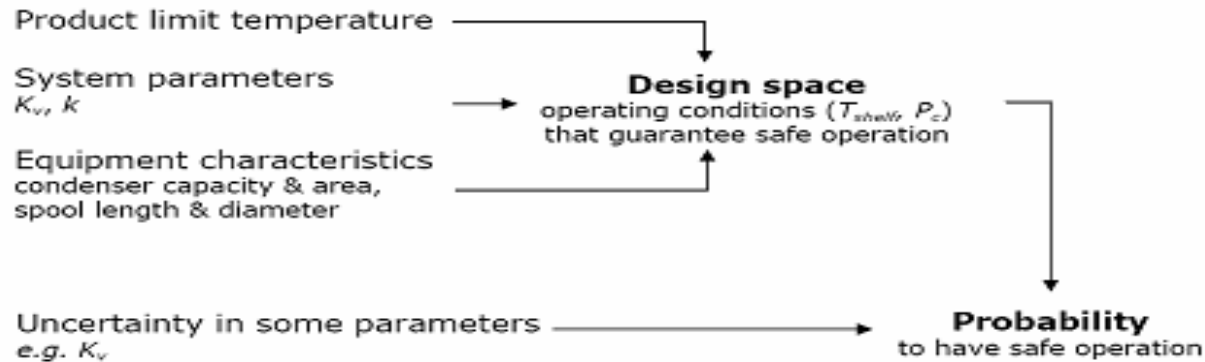 Product limit temperature
System parameters
Kv, k
Design space
operating conditions (Tshelf, Pc)
that guarantee safe operation
Equipment characteristics
condenser capacity & area,
spool length & diameter
Uncertainty in some parameters
e.g. Kv
Probability
to have safe operation